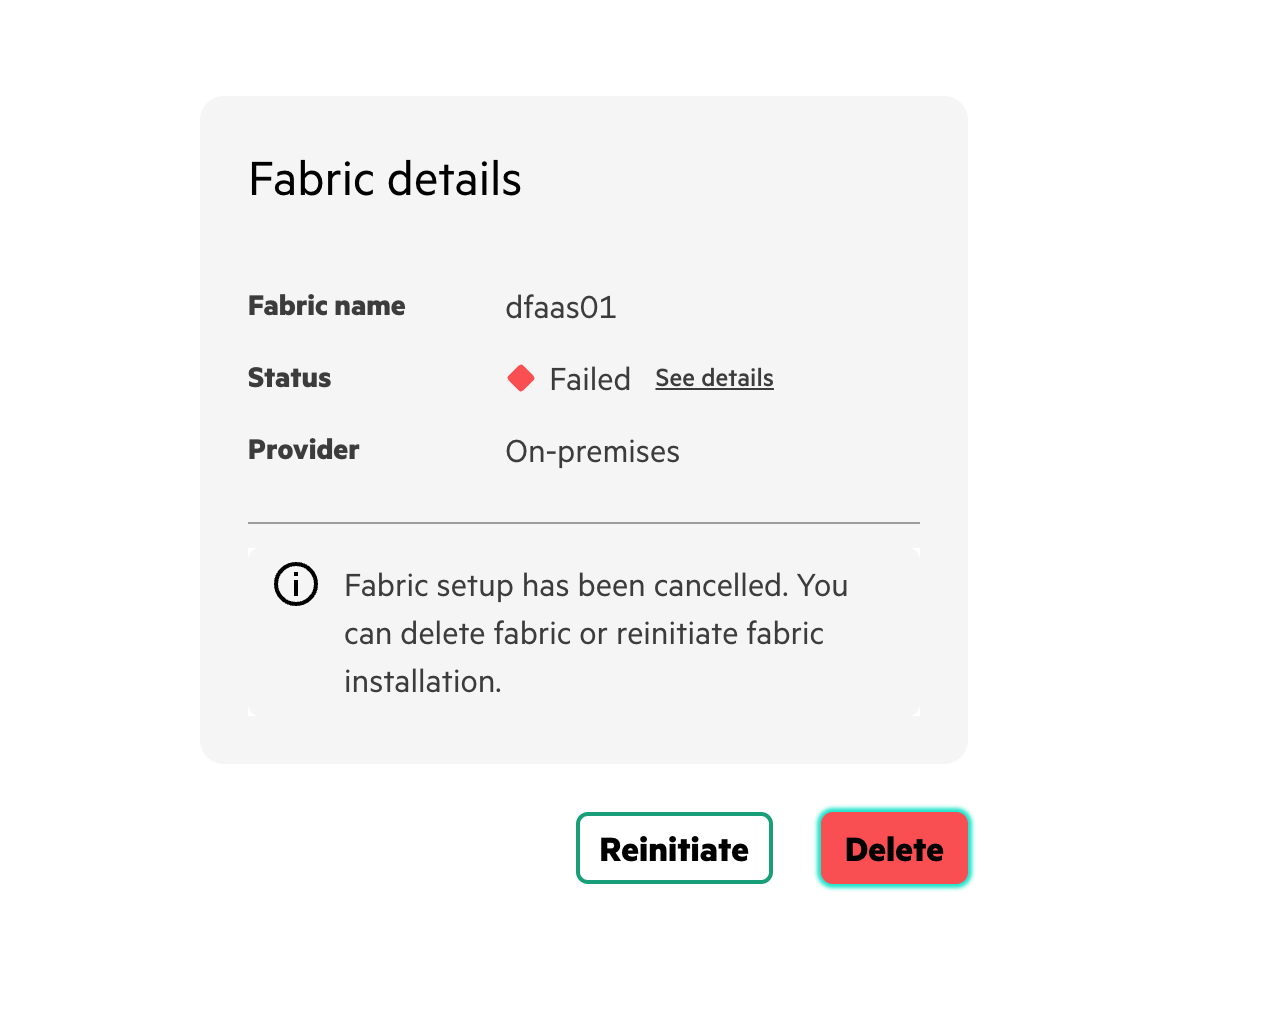 Fabric details
Fabric name dfaas01
Status Failed See details
Provider On-premises
Fabric setup has been cancelled. You
can delete fabric or reinitiate fabric
installation.
Reinitiate Delete